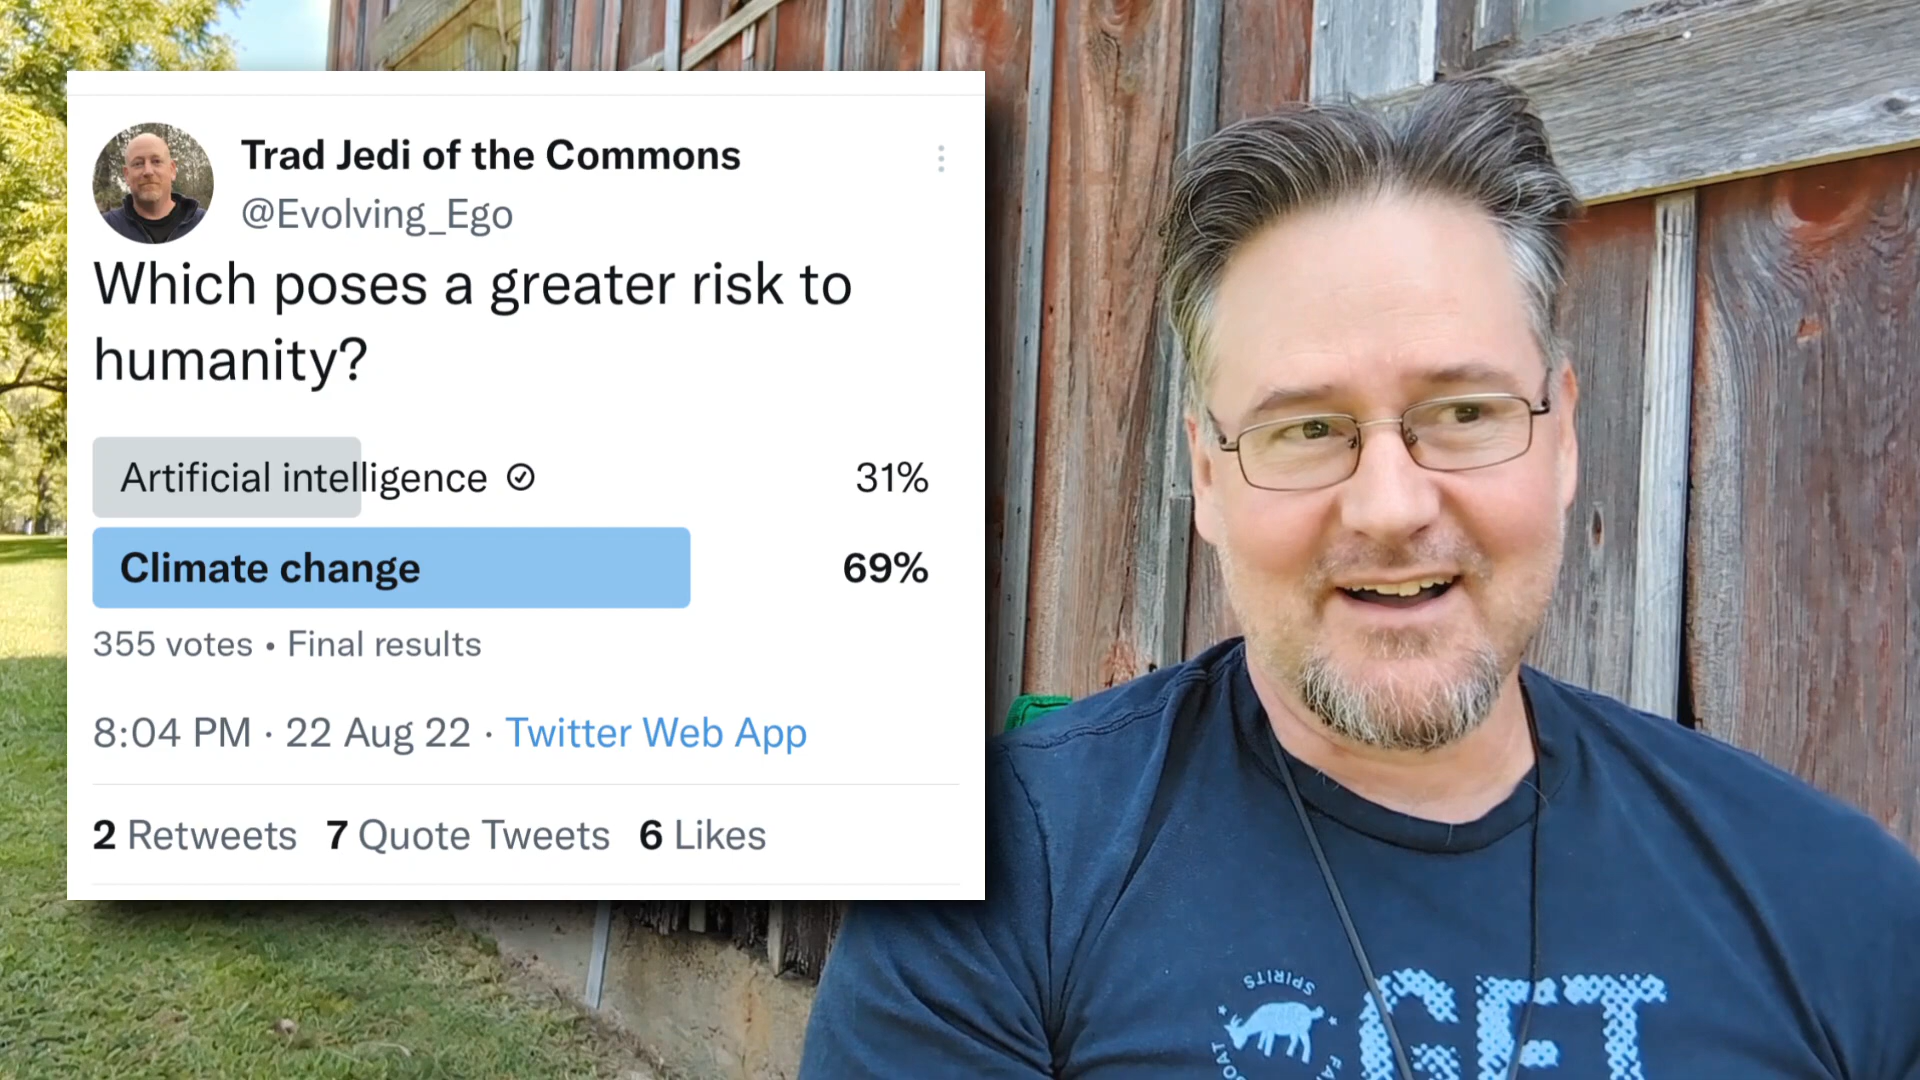 Trad Jedi of the Commons
@Evolving_Ego
Which poses a greater risk to
humanity?
Artificial intelligence 31%
Climate change 69%
355 votes • Final results
8:04 PM · 22 Aug 22 · Twitter Web App
2 Retweets 7 Quote Tweets 6 Likes
SPIRITS
GET